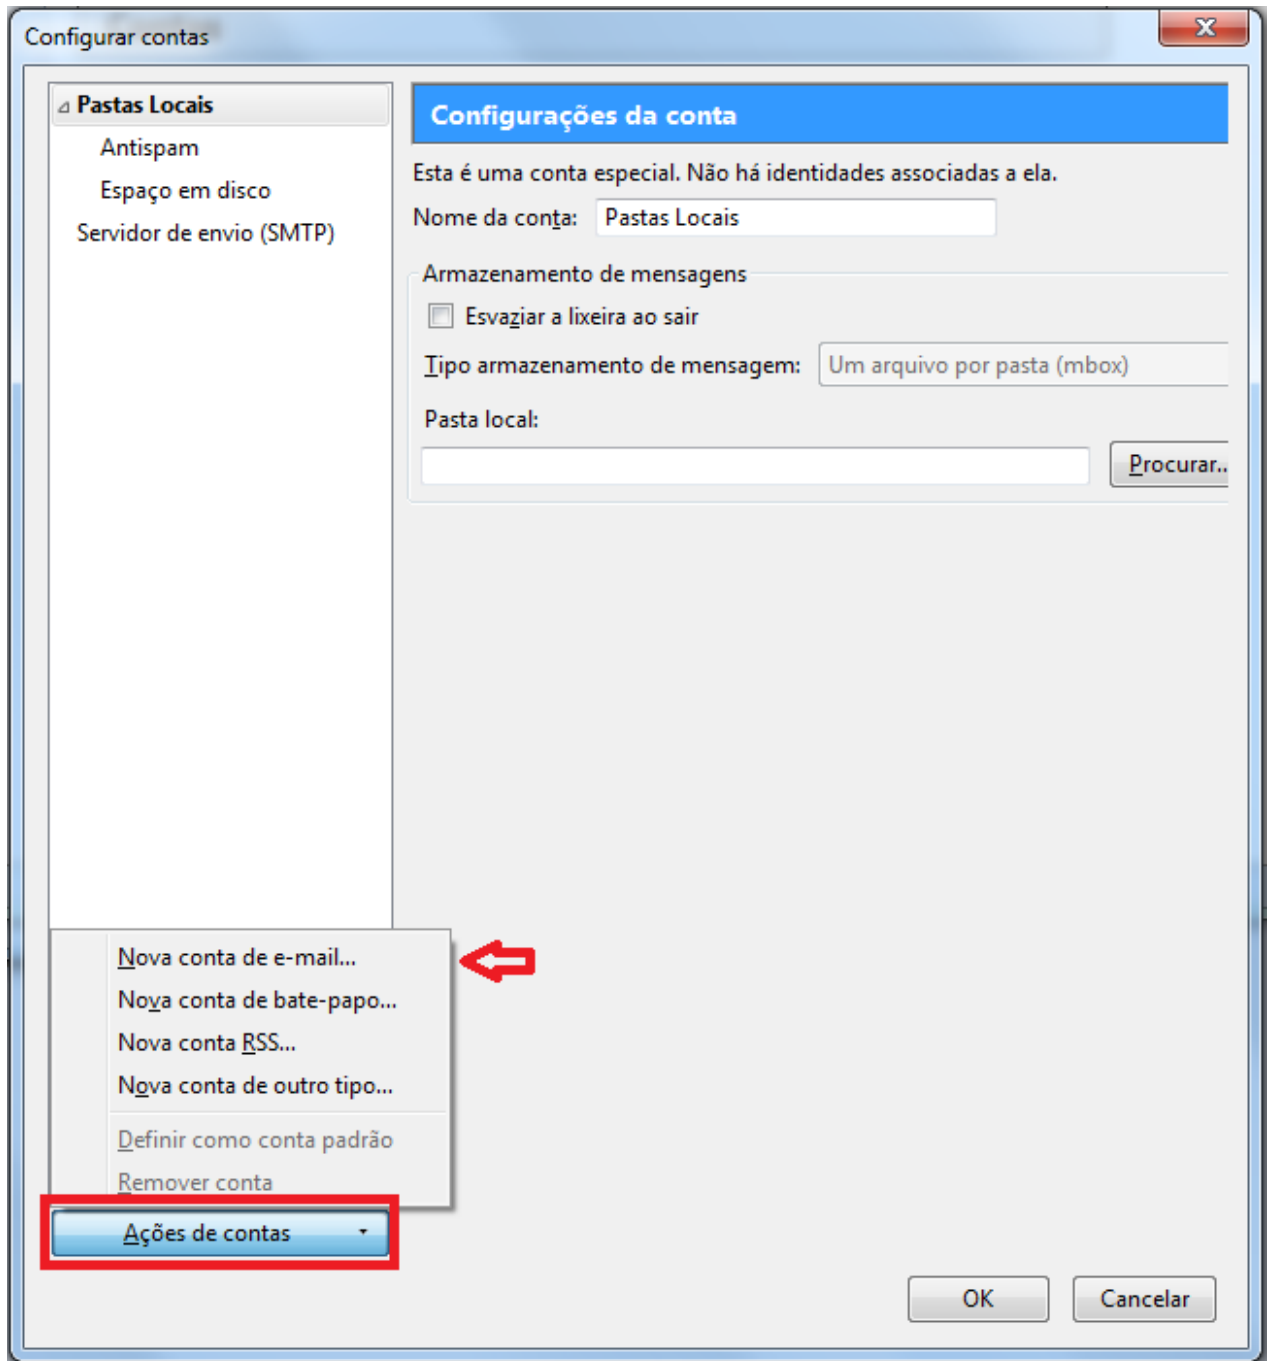 Configurar contas
Pastas Locais
Antispam
Espaço em disco
Servidor de envio (SMTP)
Configurações da conta
Esta é uma conta especial. Não há identidades associadas a ela.
Nome da conta: Pastas Locais
Armazenamento de mensagens
Esvaziar a lixeira ao sair
Tipo armazenamento de mensagem: Um arquivo por pasta (mbox)
Pasta local:
Procurar..
Nova conta de e-mail...
Nova conta de bate-papo...
Nova conta RSS...
Nova conta de outro tipo...
Definir como conta padrão
Remover conta
Ações de contas
OK Cancelar